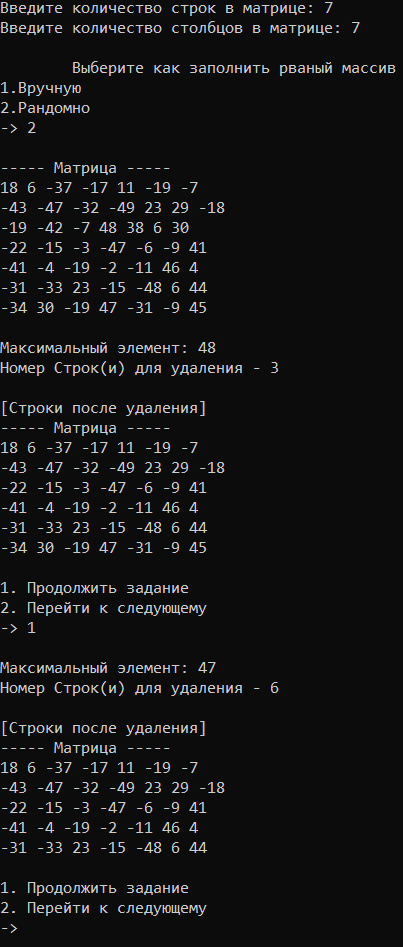 Введите количество строк в матрице: 7
Введите количество столбцов в матрице: 7
Выберите как заполнить рваный массив
1.Вручную
2.Рандомно
-> 2
----- Матрица -----
18 6 -37 -17 11 -19 -7
-43 -47 -32 -49 23 29 -18
-19 -42 -7 48 38 6 30
-22 -15 -3 -47 -6 -9 41
-41 -4 -19 -2 -11 46 4
-31 -33 23 -15 -48 6 44
-34 30 -19 47 -31 -9 45
Максимальный элемент: 48
Номер Строк(и) для удаления - 3
[Строки после удаления]
----- Матрица -----
18 6 -37 -17 11 -19 -7
-43 -47 -32 -49 23 29 -18
-22 -15 -3 -47 -6 -9 41
-41 -4 -19 -2 -11 46 4
-31 -33 23 -15 -48 6 44
-34 30 -19 47 -31 -9 45
1. Продолжить задание
2. Перейти к следующему
-> 1
Максимальный элемент: 47
Номер Строк(и) для удаления - 6
[Строки после удаления]
----- Матрица -----
18 6 -37 -17 11 -19 -7
-43 -47 -32 -49 23 29 -18
-22 -15 -3 -47 -6 -9 41
-41 -4 -19 -2 -11 46 4
-31 -33 23 -15 -48 6 44
1. Продолжить задание
2. Перейти к следующему
->